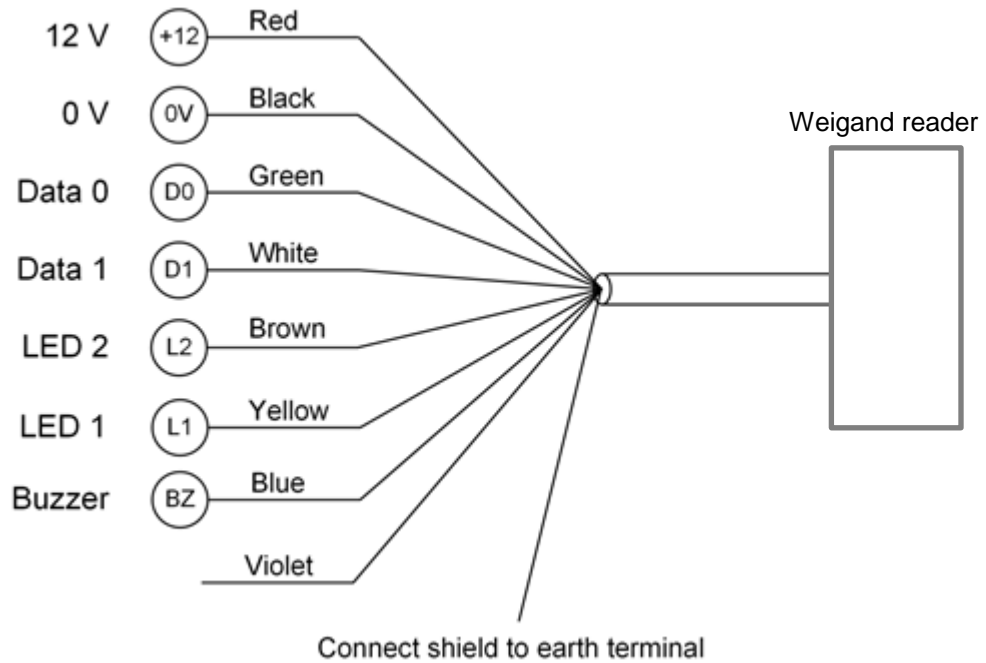 12 V +12 Red
0 V 0V Black
Weigand reader
Data 0 D0 Green
Data 1 D1 White
LED 2 L2 Brown
LED 1 L1 Yellow
Buzzer BZ Blue
Violet
Connect shield to earth terminal